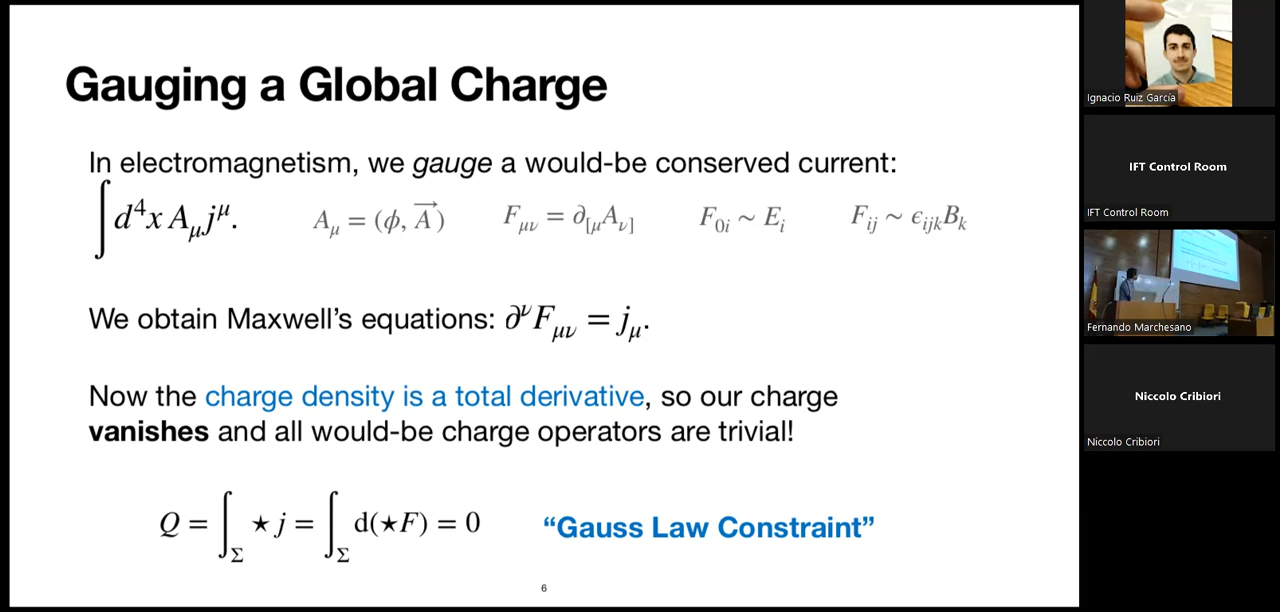 Gauging a Global Charge
In electromagnetism, we gauge a would-be conserved current:
∫ d⁴x A_μ j^μ. A_μ = (ϕ, A⃗) F_μν = ∂_[μ A_ν] F_0i ~ E_i F_ij ~ ϵ_ijk B_k
We obtain Maxwell's equations: ∂^ν F_μν = j_μ.
Now the charge density is a total derivative, so our charge
vanishes and all would-be charge operators are trivial!
Q = ∫_Σ ⋆ j = ∫_Σ d(⋆F) = 0 “Gauss Law Constraint”
6
Ignacio Ruiz García
IFT Control Room
IFT Control Room
Fernando Marchesano
Niccolo Cribiori
Niccolo Cribiori